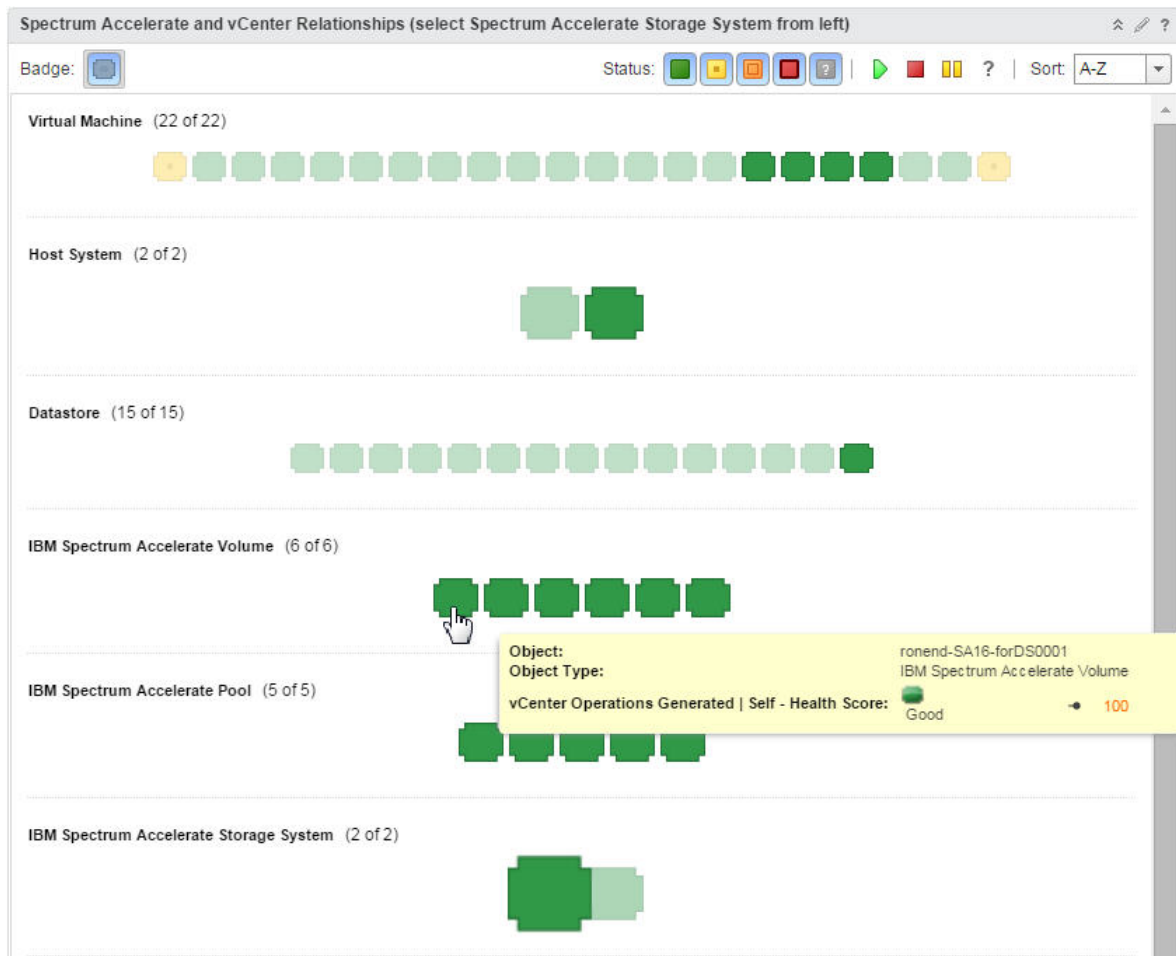 Spectrum Accelerate and vCenter Relationships (select Spectrum Accelerate Storage System from left) ?
Badge: Status: ? ? Sort: A-Z
Virtual Machine (22 of 22)
Host System (2 of 2)
Datastore (15 of 15)
IBM Spectrum Accelerate Volume (6 of 6)
Object: ronend-SA16-forDS0001
Object Type: IBM Spectrum Accelerate Volume
vCenter Operations Generated | Self - Health Score: Good 100
IBM Spectrum Accelerate Pool (5 of 5)
IBM Spectrum Accelerate Storage System (2 of 2)